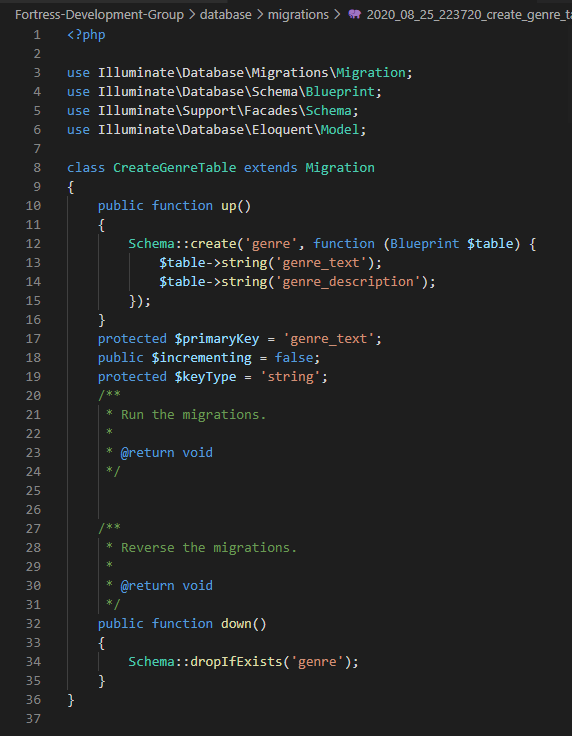 Fortress-Development-Group > database > migrations > 2020_08_25_223720_create_genre_ta
1 <?php
2
3 use Illuminate\Database\Migrations\Migration;
4 use Illuminate\Database\Schema\Blueprint;
5 use Illuminate\Support\Facades\Schema;
6 use Illuminate\Database\Eloquent\Model;
7
8 class CreateGenreTable extends Migration
9 {
10     public function up()
11     {
12         Schema::create('genre', function (Blueprint $table) {
13             $table->string('genre_text');
14             $table->string('genre_description');
15         });
16     }
17     protected $primaryKey = 'genre_text';
18     public $incrementing = false;
19     protected $keyType = 'string';
20     /**
21      * Run the migrations.
22      *
23      * @return void
24      */
25
26
27     /**
28      * Reverse the migrations.
29      *
30      * @return void
31      */
32     public function down()
33     {
34         Schema::dropIfExists('genre');
35     }
36 }
37